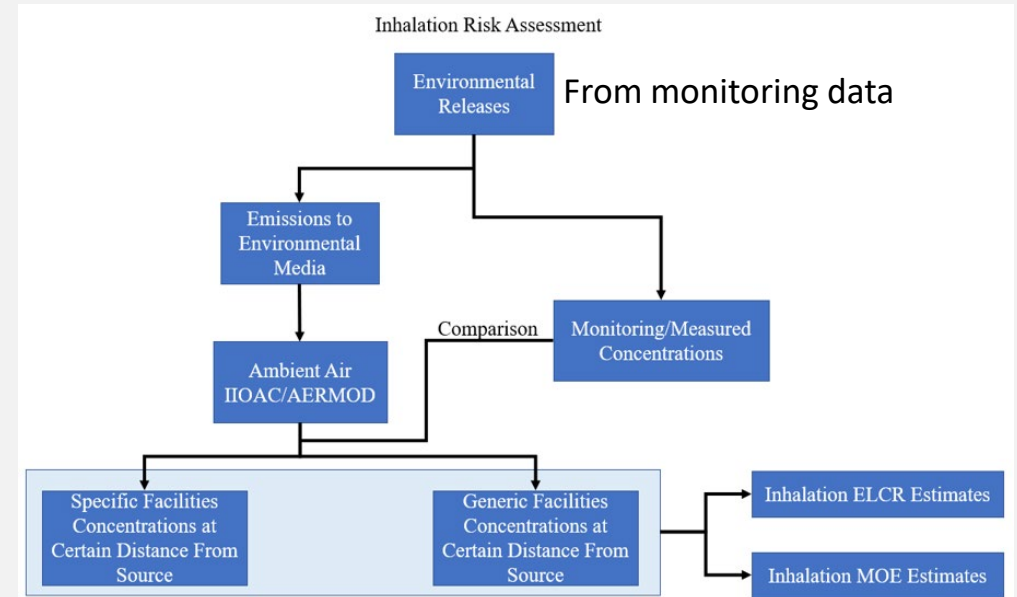 Inhalation Risk Assessment
Environmental
Releases
From monitoring data
Emissions to
Environmental
Media
Comparison
Monitoring/Measured
Concentrations
Ambient Air
IIOAC/AERMOD
Specific Facilities
Concentrations at
Certain Distance From
Source
Generic Facilities
Concentrations at
Certain Distance From
Source
Inhalation ELCR Estimates
Inhalation MOE Estimates